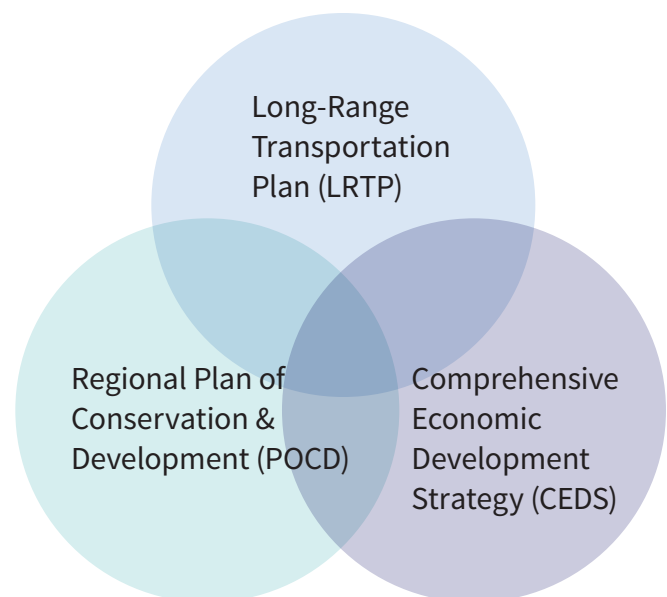 Long-Range
Transportation
Plan (LRTP)
Regional Plan of
Conservation &
Development (POCD)
Comprehensive
Economic
Development
Strategy (CEDS)